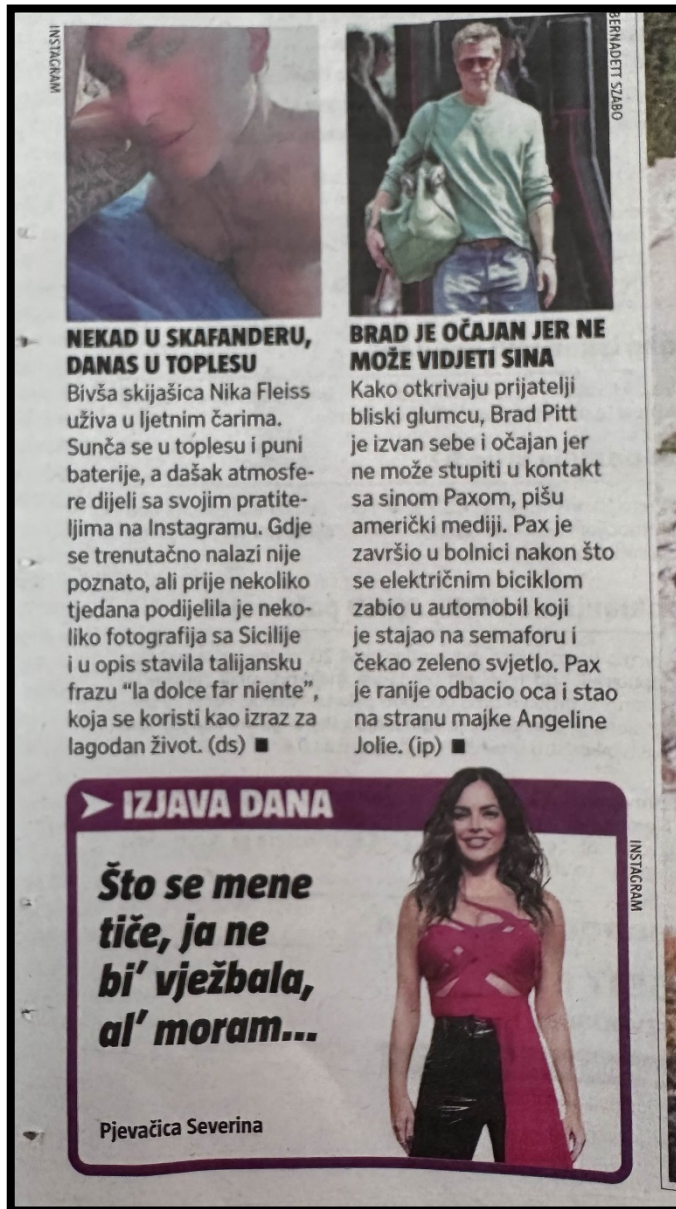 INSTAGRAM
NEKAD U SKAFANDERU,
DANAS U TOPLESU
Bivša skijašica Nika Fleiss
uživa u ljetnim čarima.
Sunča se u toplesu i puni
baterije, a dašak atmosfe-
re dijeli sa svojim pratite-
ljima na Instagramu. Gdje
se trenutačno nalazi nije
poznato, ali prije nekoliko
tjedana podijelila je neko-
liko fotografija sa Sicilije
i u opis stavila talijansku
frazu “la dolce far niente”,
koja se koristi kao izraz za
lagodan život. (ds) ■
BERNADETT SZABO
BRAD JE OČAJAN JER NE
MOŽE VIDJETI SINA
Kako otkrivaju prijatelji
bliski glumcu, Brad Pitt
je izvan sebe i očajan jer
ne može stupiti u kontakt
sa sinom Paxom, pišu
američki mediji. Pax je
završio u bolnici nakon što
se električnim biciklom
zabio u automobil koji
je stajao na semaforu i
čekao zeleno svjetlo. Pax
je ranije odbacio oca i stao
na stranu majke Angeline
Jolie. (ip) ■
➤ IZJAVA DANA
Što se mene
tiče, ja ne
bi’ vježbala,
al’ moram...
Pjevačica Severina
INSTAGRAM